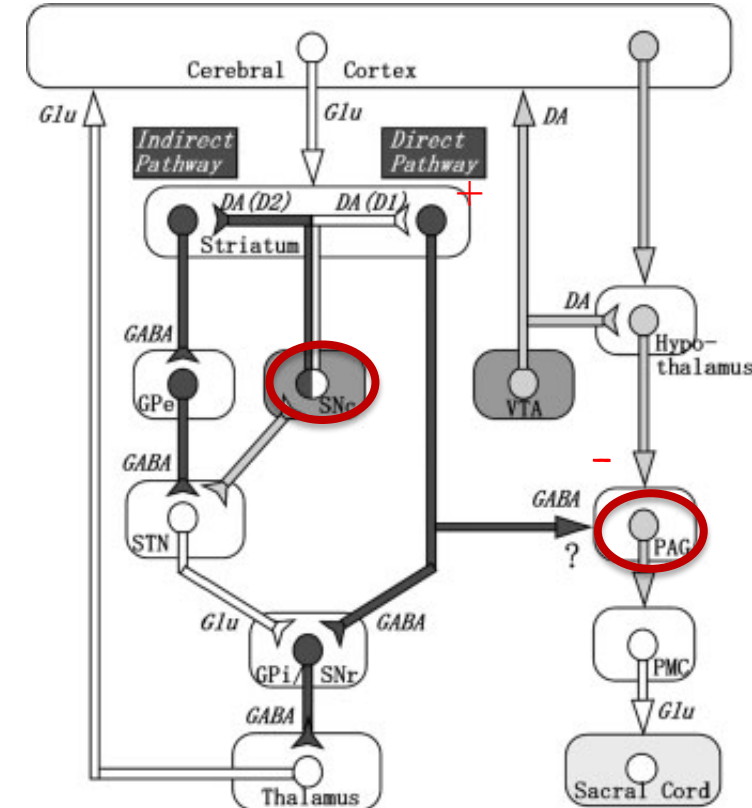 Cerebral Cortex
Glu
Glu
DA
Indirect
Pathway
Direct
Pathway
+
DA(D2)
DA(D1)
Striatum
DA
Hypo-
thalamus
GABA
GPe
SNc
VTA
GABA
−
GABA
?
STN
PAG
Glu
GABA
GPi/ SNr
PMC
GABA
Glu
Thalamus
Sacral Cord